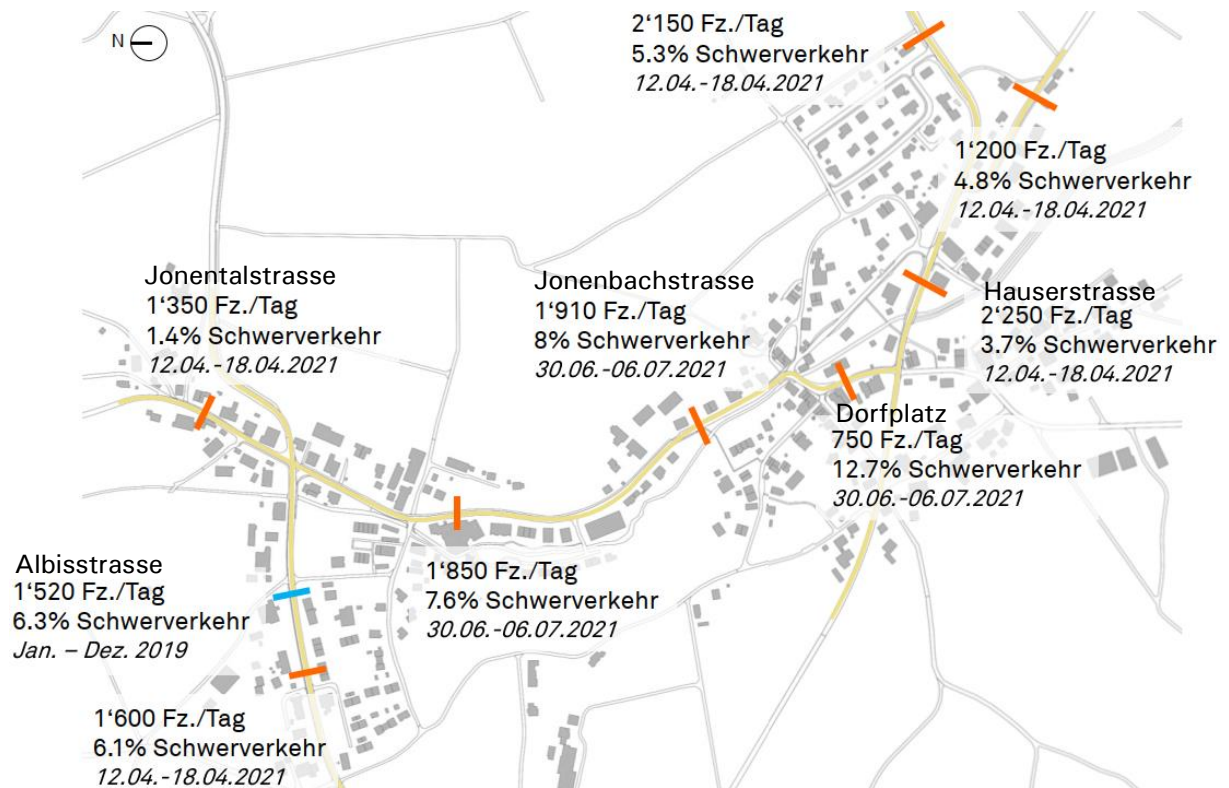 N
2‘150 Fz./Tag
5.3% Schwerverkehr
12.04.-18.04.2021
1‘200 Fz./Tag
4.8% Schwerverkehr
12.04.-18.04.2021
Jonentalstrasse
1‘350 Fz./Tag
1.4% Schwerverkehr
12.04.-18.04.2021
Jonenbachstrasse
1‘910 Fz./Tag
8% Schwerverkehr
30.06.-06.07.2021
Hauserstrasse
2‘250 Fz./Tag
3.7% Schwerverkehr
12.04.-18.04.2021
Dorfplatz
750 Fz./Tag
12.7% Schwerverkehr
30.06.-06.07.2021
Albisstrasse
1‘520 Fz./Tag
6.3% Schwerverkehr
Jan. – Dez. 2019
1‘850 Fz./Tag
7.6% Schwerverkehr
30.06.-06.07.2021
1‘600 Fz./Tag
6.1% Schwerverkehr
12.04.-18.04.2021